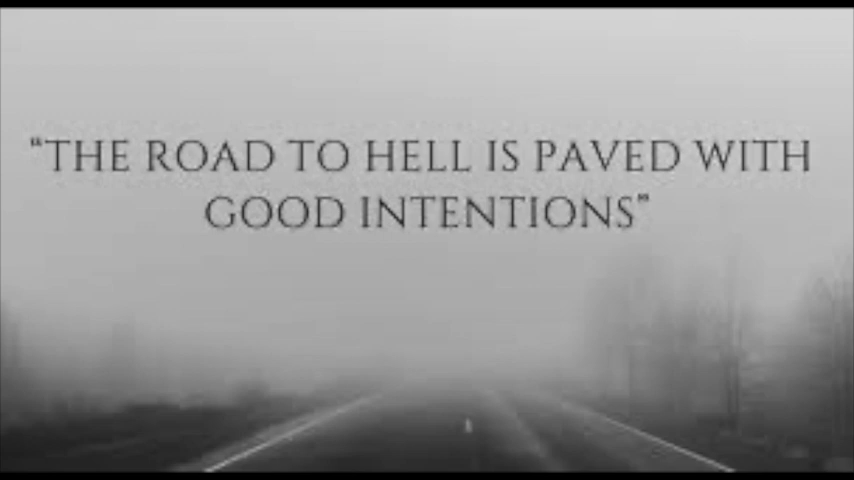 “THE ROAD TO HELL IS PAVED WITH
GOOD INTENTIONS”